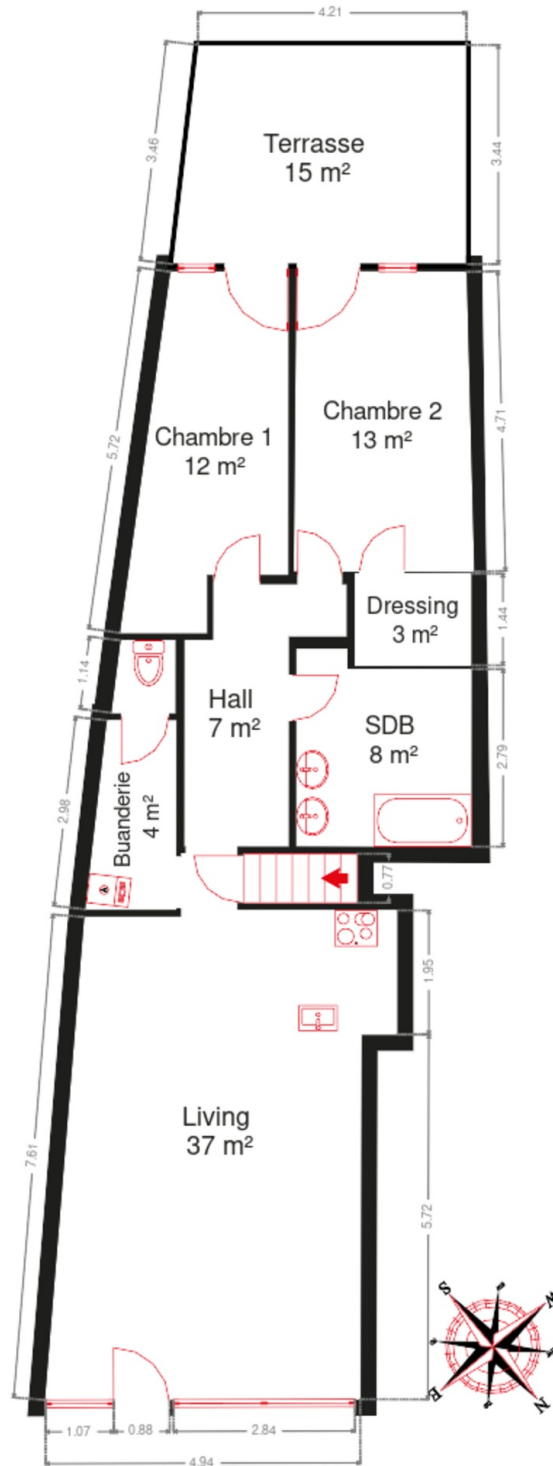 4.21
3.46
3.44
Terrasse
15 m²
5.72
4.71
Chambre 1
12 m²
Chambre 2
13 m²
Dressing
3 m²
1.44
1.14
Hall
7 m²
SDB
8 m²
2.79
2.98
Buanderie
4 m²
0.77
1.95
Living
37 m²
7.61
5.72
S
W
E
N
1.07
0.88
2.84
4.94